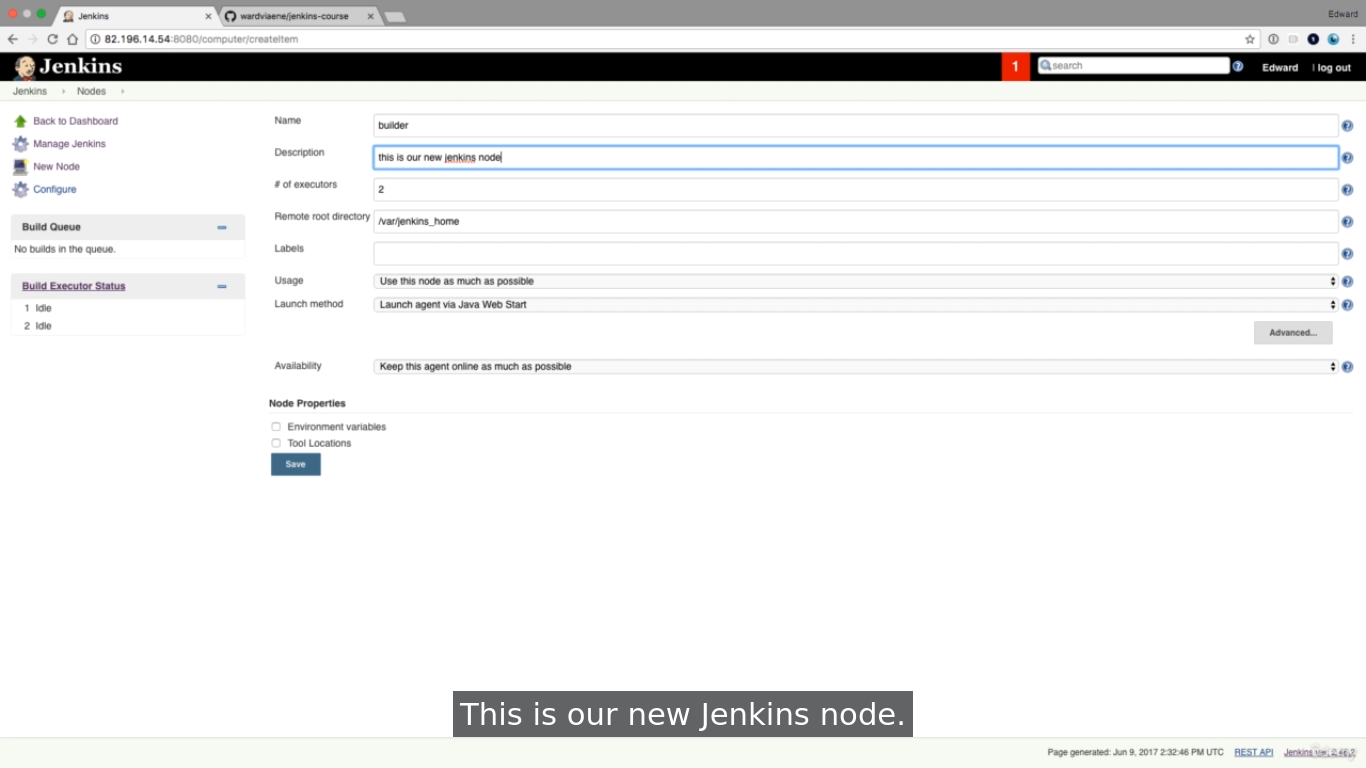 Jenkins
wardviaene/jenkins-course
Edward
82.196.14.54:8080/computer/createItem
Jenkins
1
search
Edward
log out
Jenkins
Nodes
Back to Dashboard
Manage Jenkins
New Node
Configure
Build Queue
No builds in the queue.
Build Executor Status
1 Idle
2 Idle
Name
builder
Description
this is our new jenkins node
# of executors
2
Remote root directory
/var/jenkins_home
Labels
Usage
Use this node as much as possible
Launch method
Launch agent via Java Web Start
Advanced...
Availability
Keep this agent online as much as possible
Node Properties
Environment variables
Tool Locations
Save
This is our new Jenkins node.
Page generated: Jun 9, 2017 2:32:46 PM UTC
REST API
Jenkins